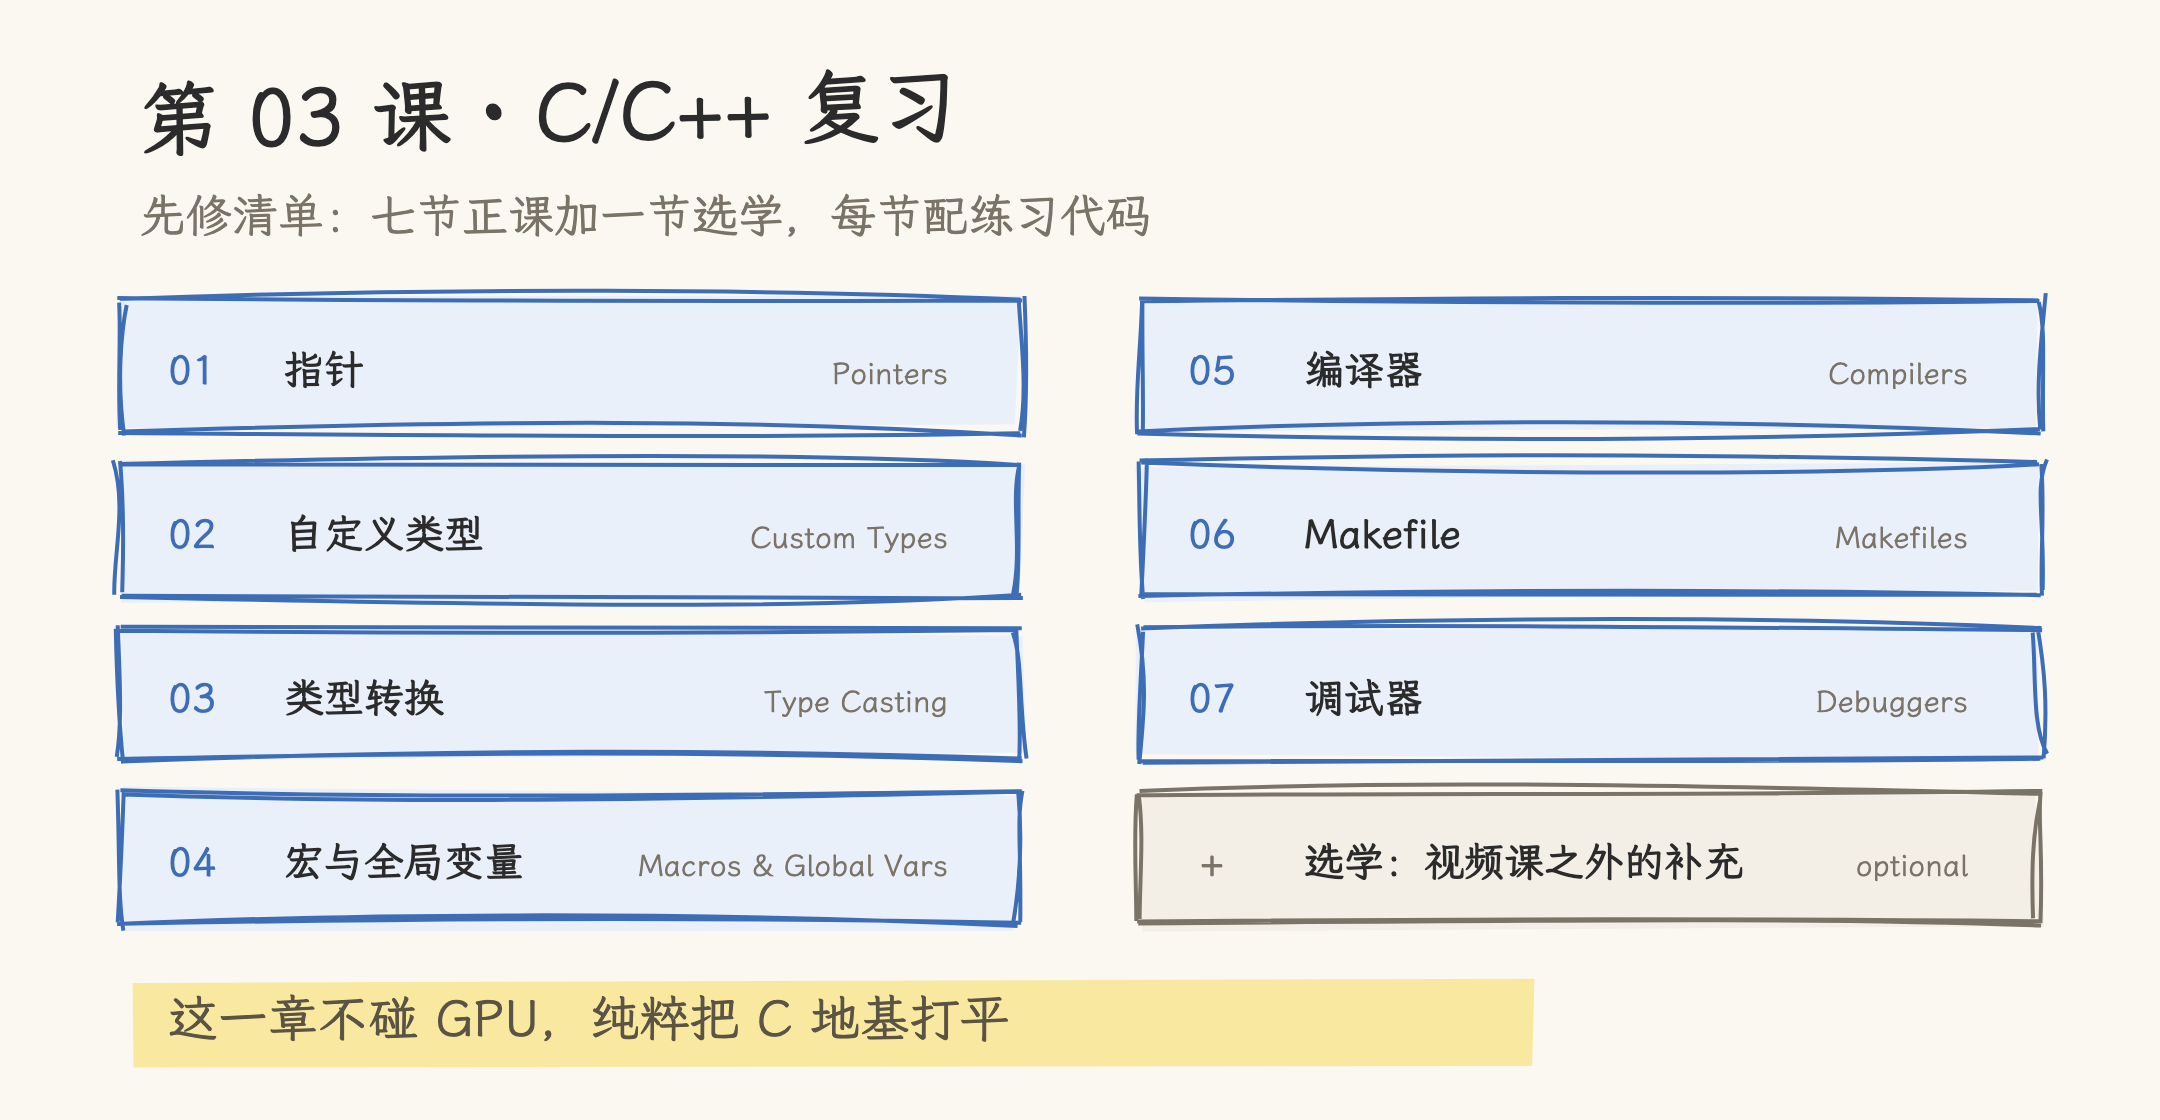 第 03 课・C/C++ 复习
先修清单：七节正课加一节选学，每节配练习代码
01 指针 Pointers
02 自定义类型 Custom Types
03 类型转换 Type Casting
04 宏与全局变量 Macros & Global Vars
05 编译器 Compilers
06 Makefile Makefiles
07 调试器 Debuggers
+ 选学：视频课之外的补充 optional
这一章不碰 GPU，纯粹把 C 地基打平